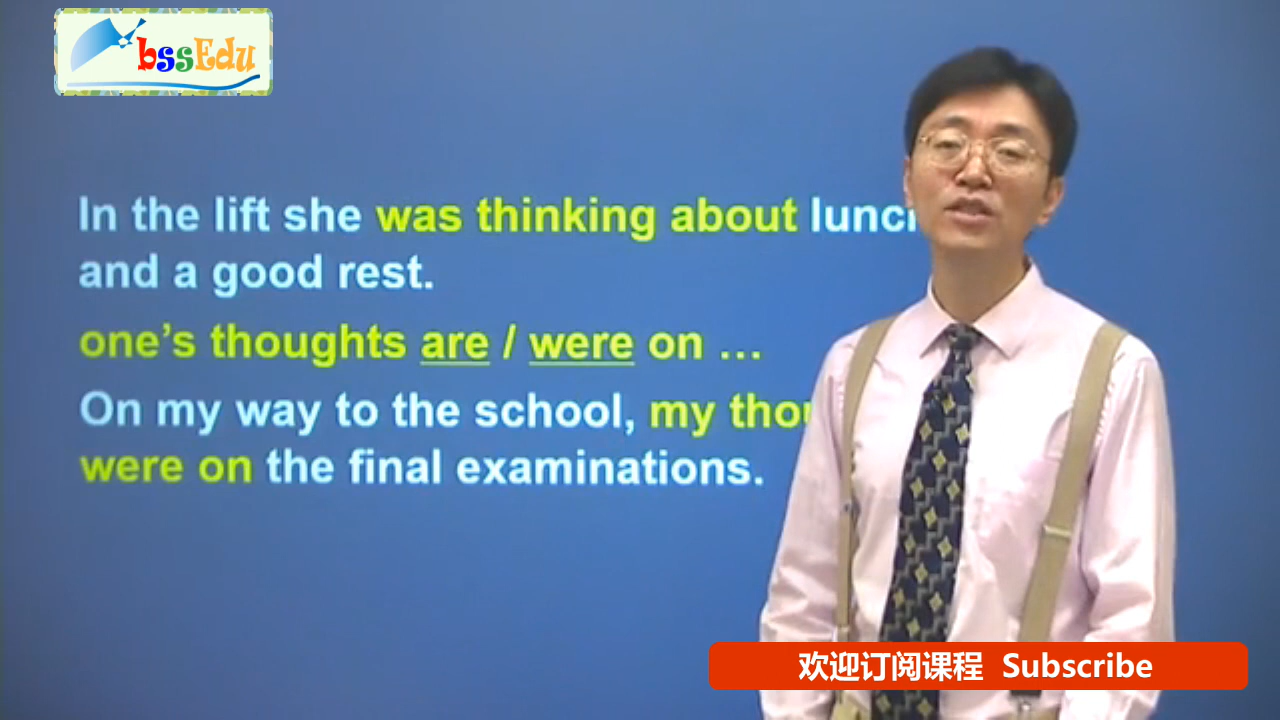 bssEdu
In the lift she was thinking about
and a good rest.
one's thoughts are / were on …
On my way to the school, my
were on the final examinations.
欢迎订阅课程 Subscribe